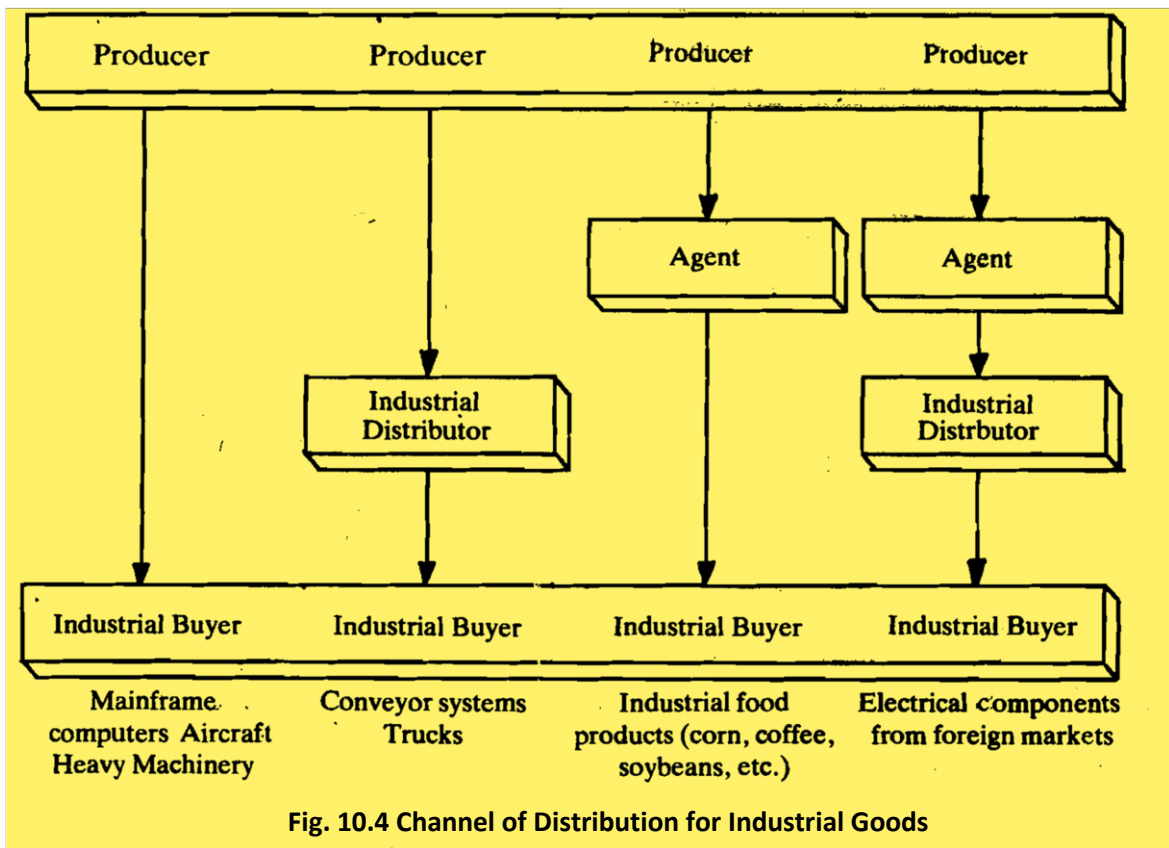 Producer Producer Producer Producer
Agent Agent
Industrial
Distributor
Industrial
Distrbutor
Industrial Buyer Industrial Buyer Industrial Buyer Industrial Buyer
Mainframe
computers Aircraft
Heavy Machinery
Conveyor systems
Trucks
Industrial food
products (corn, coffee,
soybeans, etc.)
Electrical components
from foreign markets
Fig. 10.4 Channel of Distribution for Industrial Goods